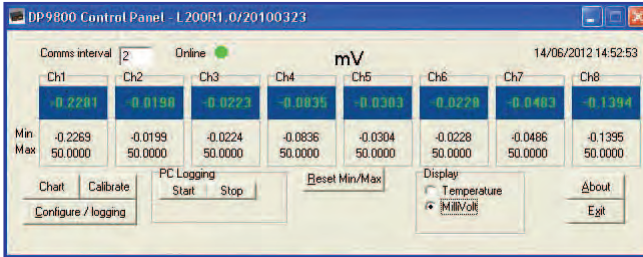 DP9800 Control Panel - L200R1.0/20100323
Comms interval 2 Online mV 14/06/2012 14:52:53
Ch1 Ch2 Ch3 Ch4 Ch5 Ch6 Ch7 Ch8
-0.2281 -0.0198 -0.0223 -0.0835 -0.0303 -0.0228 -0.0483 -0.1394
Min -0.2269 -0.0199 -0.0224 -0.0836 -0.0304 -0.0228 -0.0486 -0.1395
Max 50.0000 50.0000 50.0000 50.0000 50.0000 50.0000 50.0000 50.0000
Chart Calibrate PC Logging Start Stop Reset Min/Max Display Temperature About
Configure / logging MilliVolt Exit